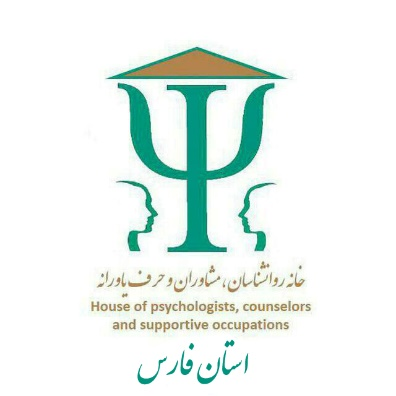 خانه روانشناسان، مشاوران و حرف یاورانه
House of psychologists, counselors
and supportive occupations
استان فارس